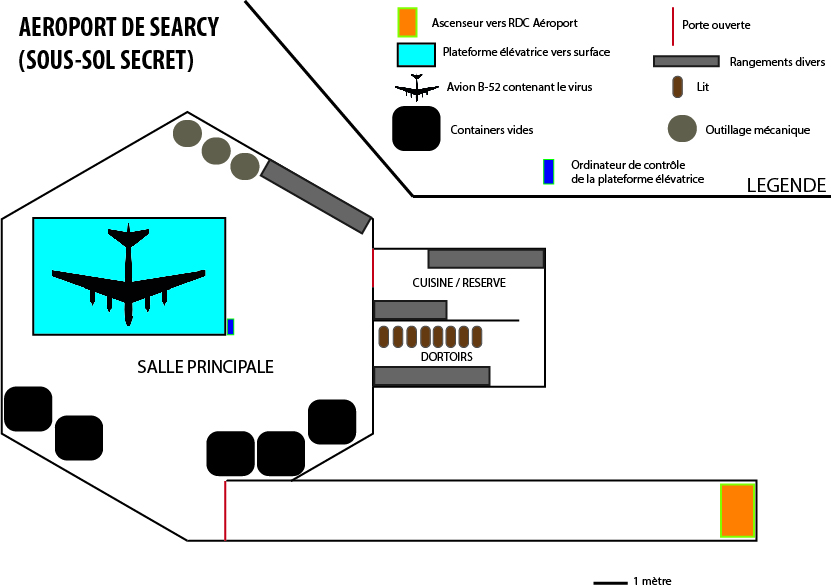 AEROPORT DE SEARCY
(SOUS-SOL SECRET)
Ascenseur vers RDC Aéroport
Plateforme élévatrice vers surface
Avion B-52 contenant le virus
Containers vides
Porte ouverte
Rangements divers
Lit
Outillage mécanique
Ordinateur de contrôle
de la plateforme élévatrice
LEGENDE
CUISINE / RESERVE
DORTOIRS
SALLE PRINCIPALE
1 mètre